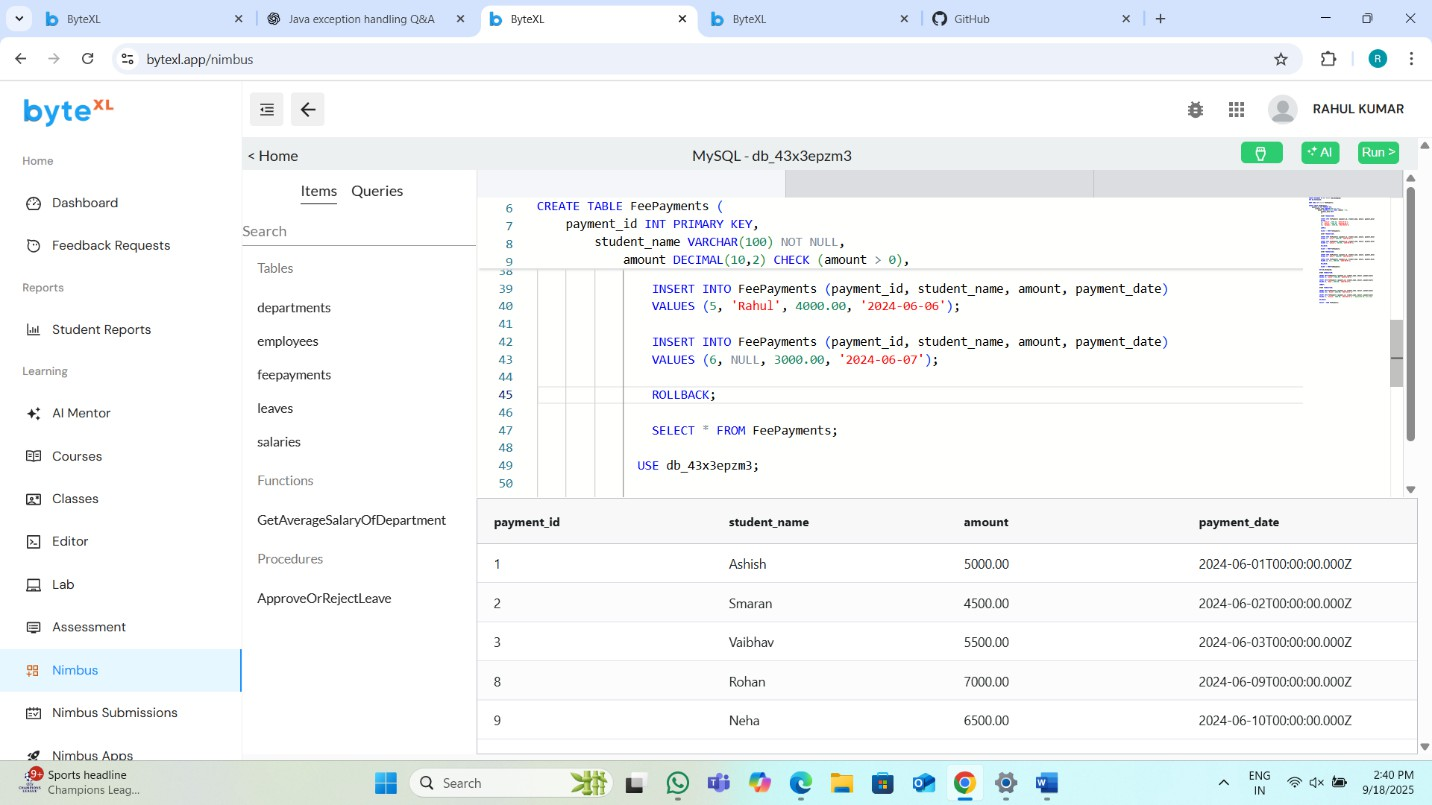 ByteXL
Java exception handling Q&A
ByteXL
ByteXL
GitHub
bytexl.app/nimbus
R
byteXL
RAHUL KUMAR
Home
Dashboard
Feedback Requests
Reports
Student Reports
Learning
AI Mentor
Courses
Classes
Editor
Lab
Assessment
Nimbus
Nimbus Submissions
Nimbus Apps
< Home
MySQL - db_43x3epzm3
AI
Run >
Items Queries
Search
Tables
departments
employees
feepayments
leaves
salaries
Functions
GetAverageSalaryOfDepartment
Procedures
ApproveOrRejectLeave
6 CREATE TABLE FeePayments (
7 payment_id INT PRIMARY KEY,
8 student_name VARCHAR(100) NOT NULL,
9 amount DECIMAL(10,2) CHECK (amount > 0),
38
39 INSERT INTO FeePayments (payment_id, student_name, amount, payment_date)
40 VALUES (5, 'Rahul', 4000.00, '2024-06-06');
41
42 INSERT INTO FeePayments (payment_id, student_name, amount, payment_date)
43 VALUES (6, NULL, 3000.00, '2024-06-07');
44
45 ROLLBACK;
46
47 SELECT * FROM FeePayments;
48
49 USE db_43x3epzm3;
50
payment_id student_name amount payment_date
1 Ashish 5000.00 2024-06-01T00:00:00.000Z
2 Smaran 4500.00 2024-06-02T00:00:00.000Z
3 Vaibhav 5500.00 2024-06-03T00:00:00.000Z
8 Rohan 7000.00 2024-06-09T00:00:00.000Z
9 Neha 6500.00 2024-06-10T00:00:00.000Z
9+
Sports headline
Champions Leag...
Search
ENG
IN
2:40 PM
9/18/2025